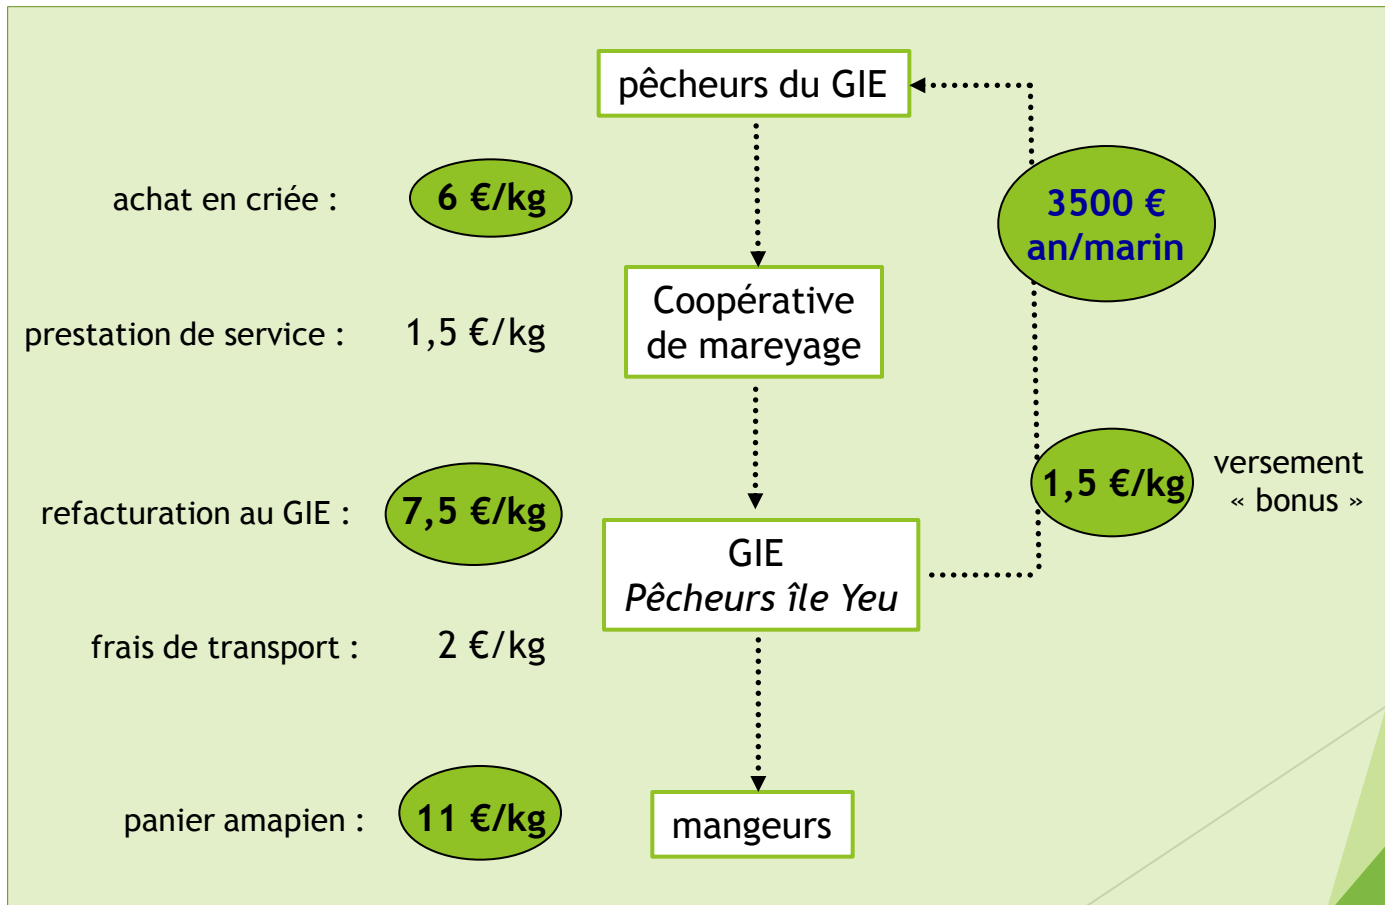 pêcheurs du GIE
achat en criée :
6 €/kg
3500 €
an/marin
Coopérative
de mareyage
prestation de service :
1,5 €/kg
refacturation au GIE :
7,5 €/kg
1,5 €/kg
versement
« bonus »
GIE
Pêcheurs île Yeu
frais de transport :
2 €/kg
panier amapien :
11 €/kg
mangeurs